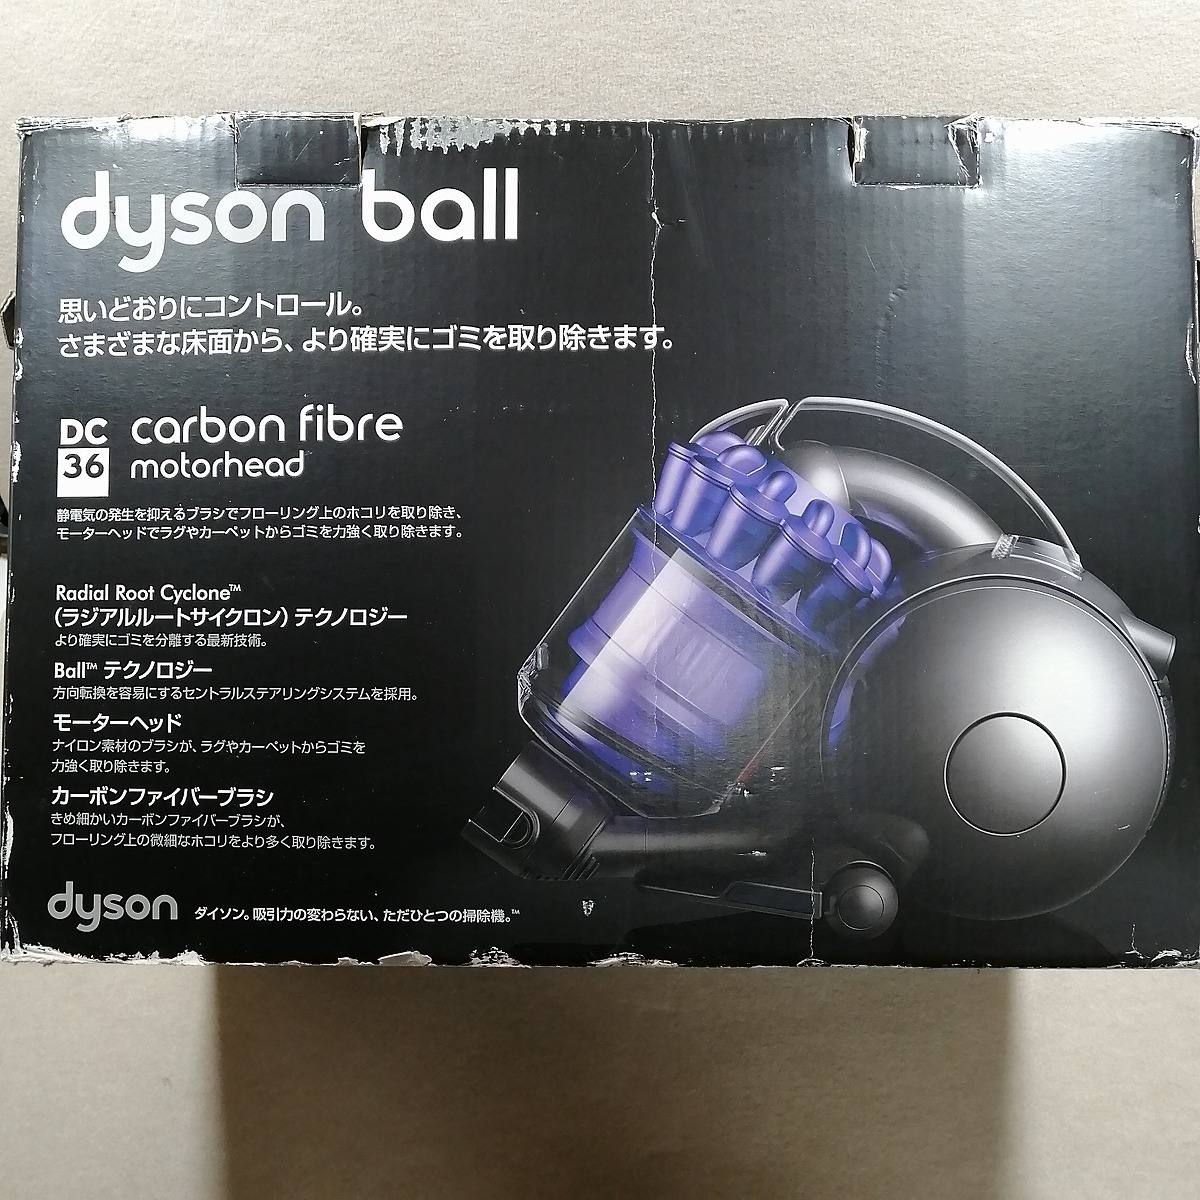 dyson ball
思いどおりにコントロール。
さまざまな床面から、より確実にゴミを取り除きます。
DC
36
carbon fibre
motorhead
静電気の発生を抑えるブラシでフローリング上のホコリを取り除き、
モーターヘッドでラグやカーペットからゴミを力強く取り除きます。
Radial Root Cyclone™
（ラジアルルートサイクロン）テクノロジー
より確実にゴミを分離する最新技術。
Ball™ テクノロジー
方向転換を容易にするセントラルステアリングシステムを採用。
モーターヘッド
ナイロン素材のブラシが、ラグやカーペットからゴミを
力強く取り除きます。
カーボンファイバーブラシ
きめ細かいカーボンファイバーブラシが、
フローリング上の微細なホコリをより多く取り除きます。
dyson ダイソン。吸引力の変わらない、ただひとつの掃除機。™